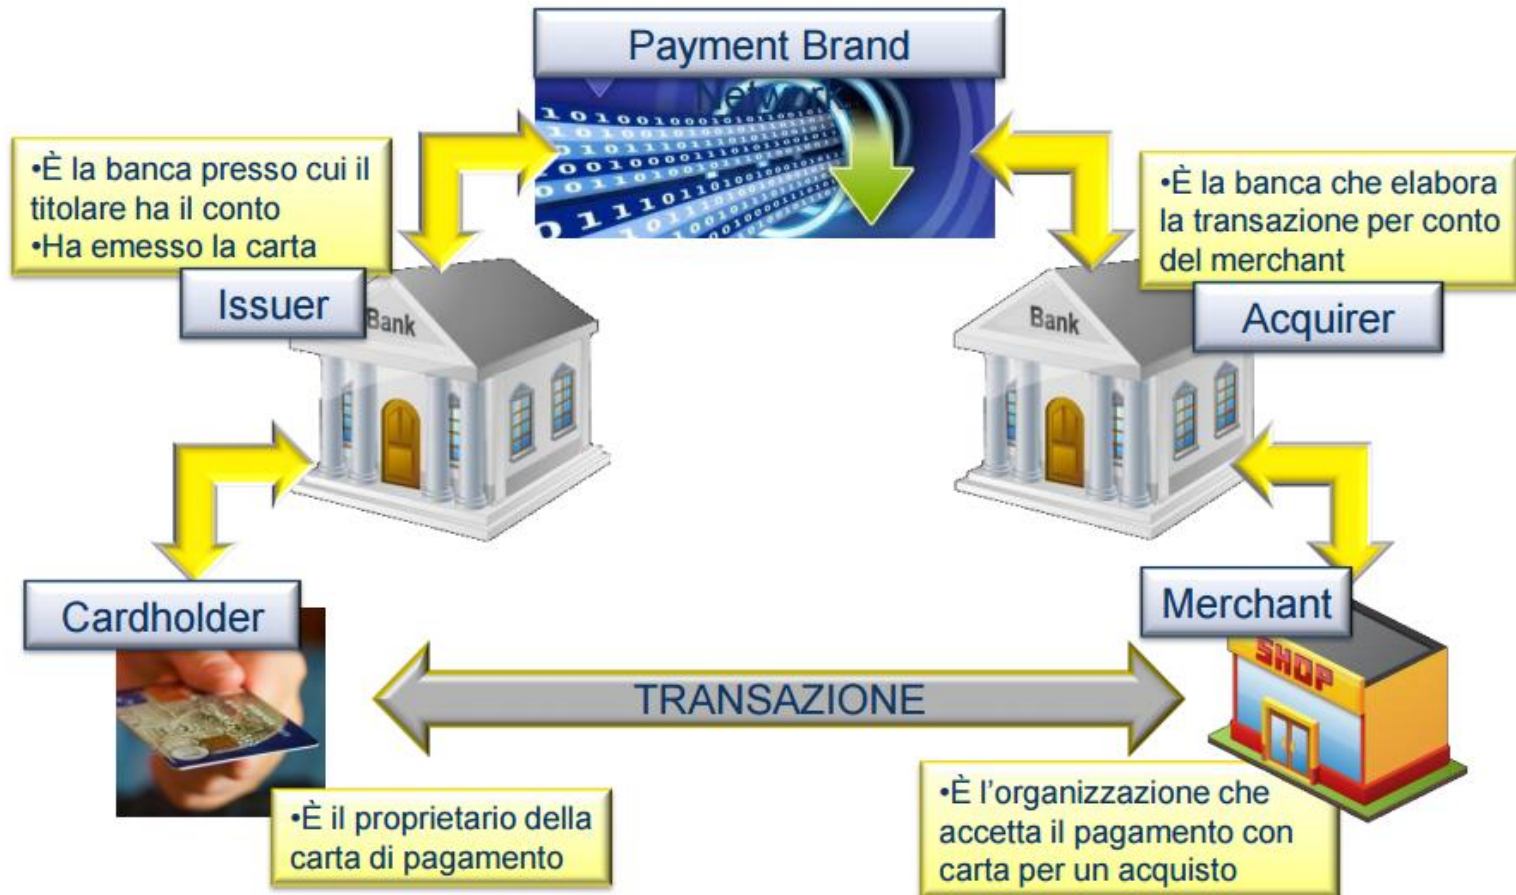 Payment Brand
Network
•È la banca presso cui il
titolare ha il conto
•Ha emesso la carta
Issuer
Bank
•È la banca che elabora
la transazione per conto
del merchant
Acquirer
Bank
Cardholder
Merchant
SHOP
TRANSAZIONE
•È il proprietario della
carta di pagamento
•È l'organizzazione che
accetta il pagamento con
carta per un acquisto